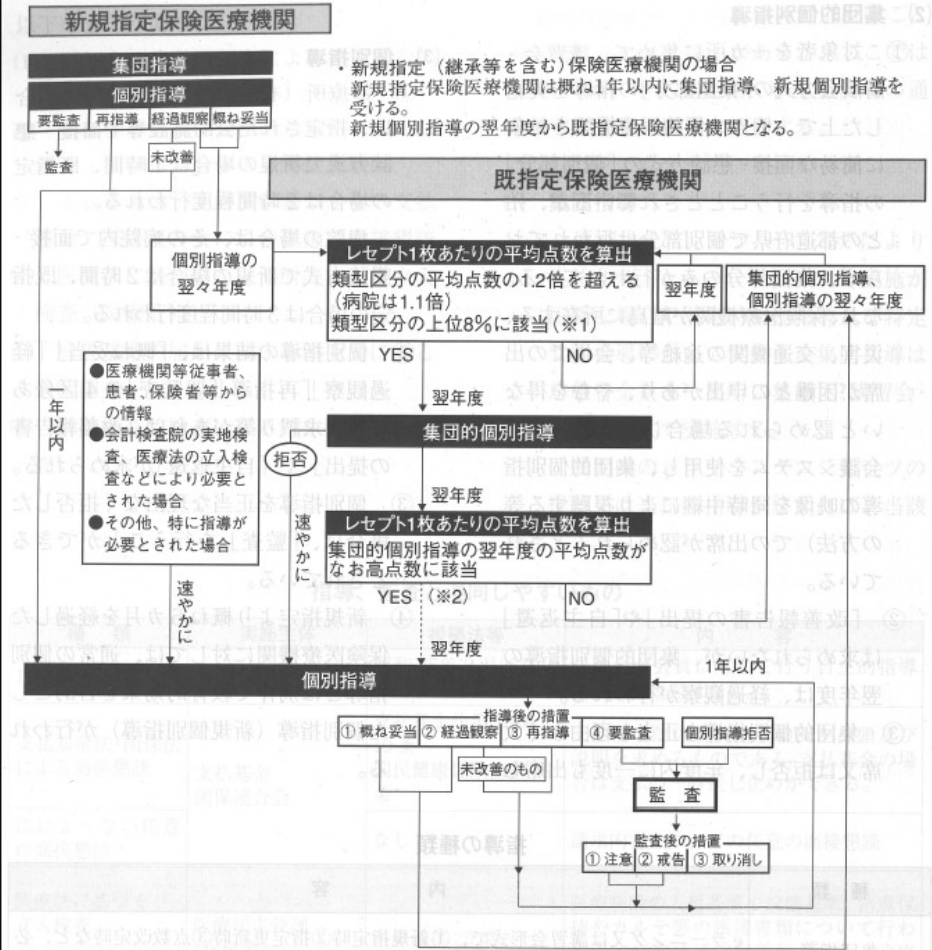 新規指定保険医療機関
集団指導
個別指導
要監査 再指導 経過観察 概ね妥当
監査
未改善
・新規指定(継承等を含む)保険医療機関の場合
新規指定保険医療機関は概ね1年以内に集団指導、新規個別指導を
受ける。
新規個別指導の翌年度から既指定保険医療機関となる。
既指定保険医療機関
個別指導の
翌々年度
レセプト1枚あたりの平均点数を算出
類型区分の平均点数の1.2倍を超える
(病院は1.1倍)
類型区分の上位8%に該当(※1)
翌年度
集団的個別指導、
個別指導の翌々年度
YES
NO
一年以内
●医療機関等従事者、
患者、保険者等から
の情報
●会計検査院の実地検
査、医療法の立入検
査などにより必要と
された場合
●その他、特に指導が
必要とされた場合
速やかに
翌年度
集団的個別指導
拒否
速やかに
翌年度
レセプト1枚あたりの平均点数を算出
集団的個別指導の翌年度の平均点数が
なお高点数に該当
YES (※2)
NO
翌年度
個別指導
1年以内
指導後の措置
① 概ね妥当 ② 経過観察 ③ 再指導 ④ 要監査
個別指導拒否
未改善のもの
監 査
監査後の措置
① 注意 ② 戒告 ③ 取り消し